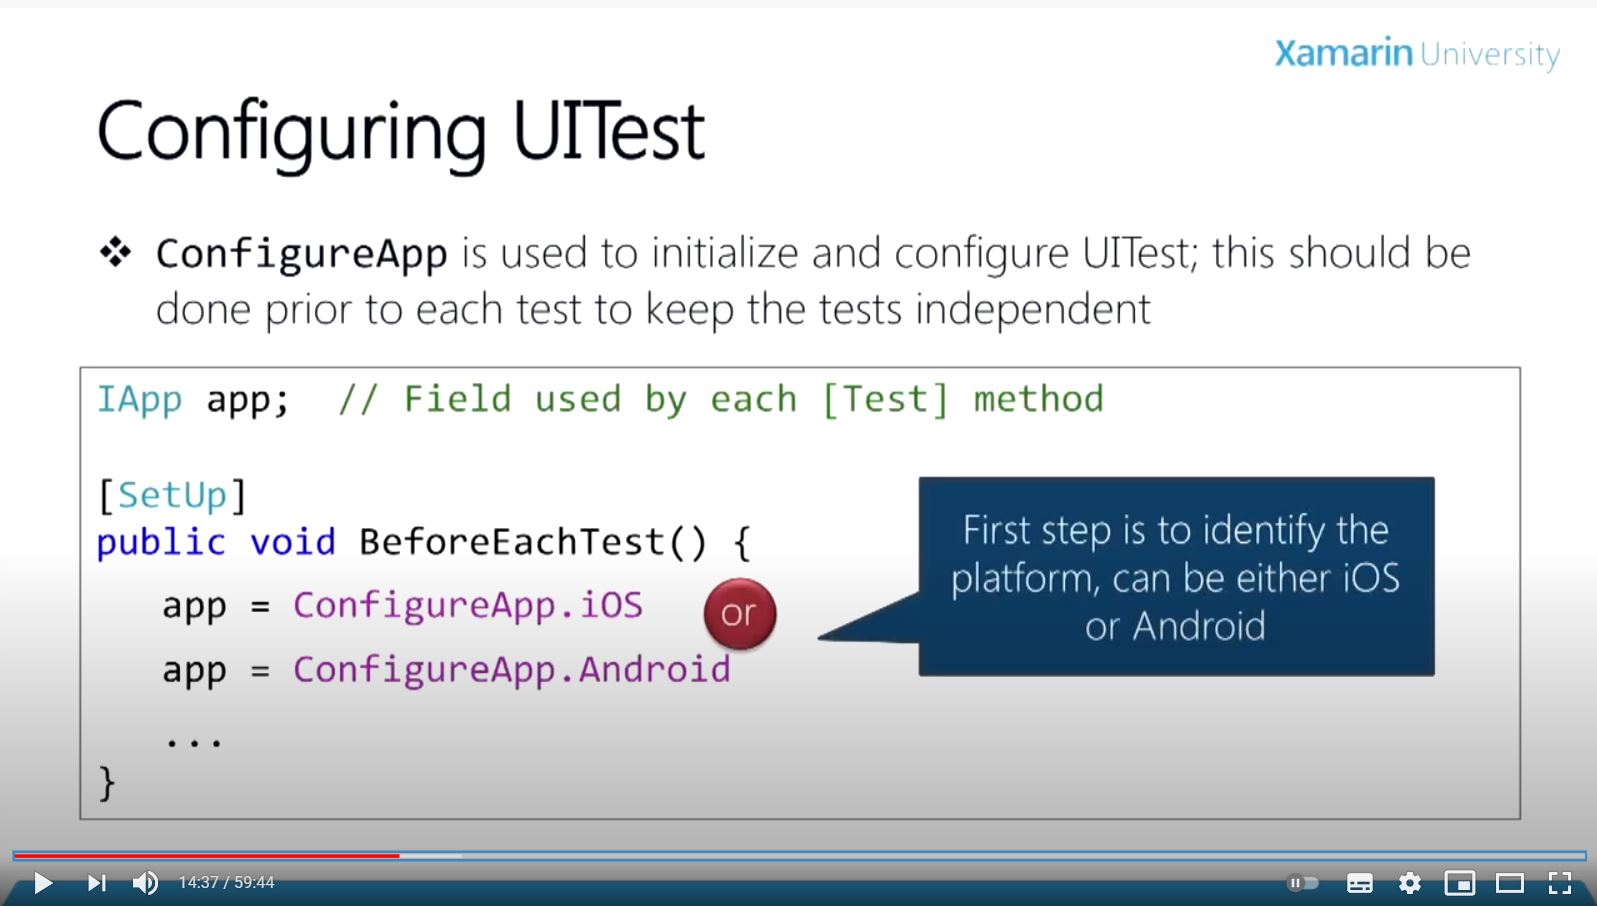 Xamarin University
Configuring UITest
❖ ConfigureApp is used to initialize and configure UITest; this should be
done prior to each test to keep the tests independent
IApp app;  // Field used by each [Test] method
[SetUp]
public void BeforeEachTest() {
app = ConfigureApp.iOS
or
app = ConfigureApp.Android
...
}
First step is to identify the
platform, can be either iOS
or Android
14:37 / 59:44